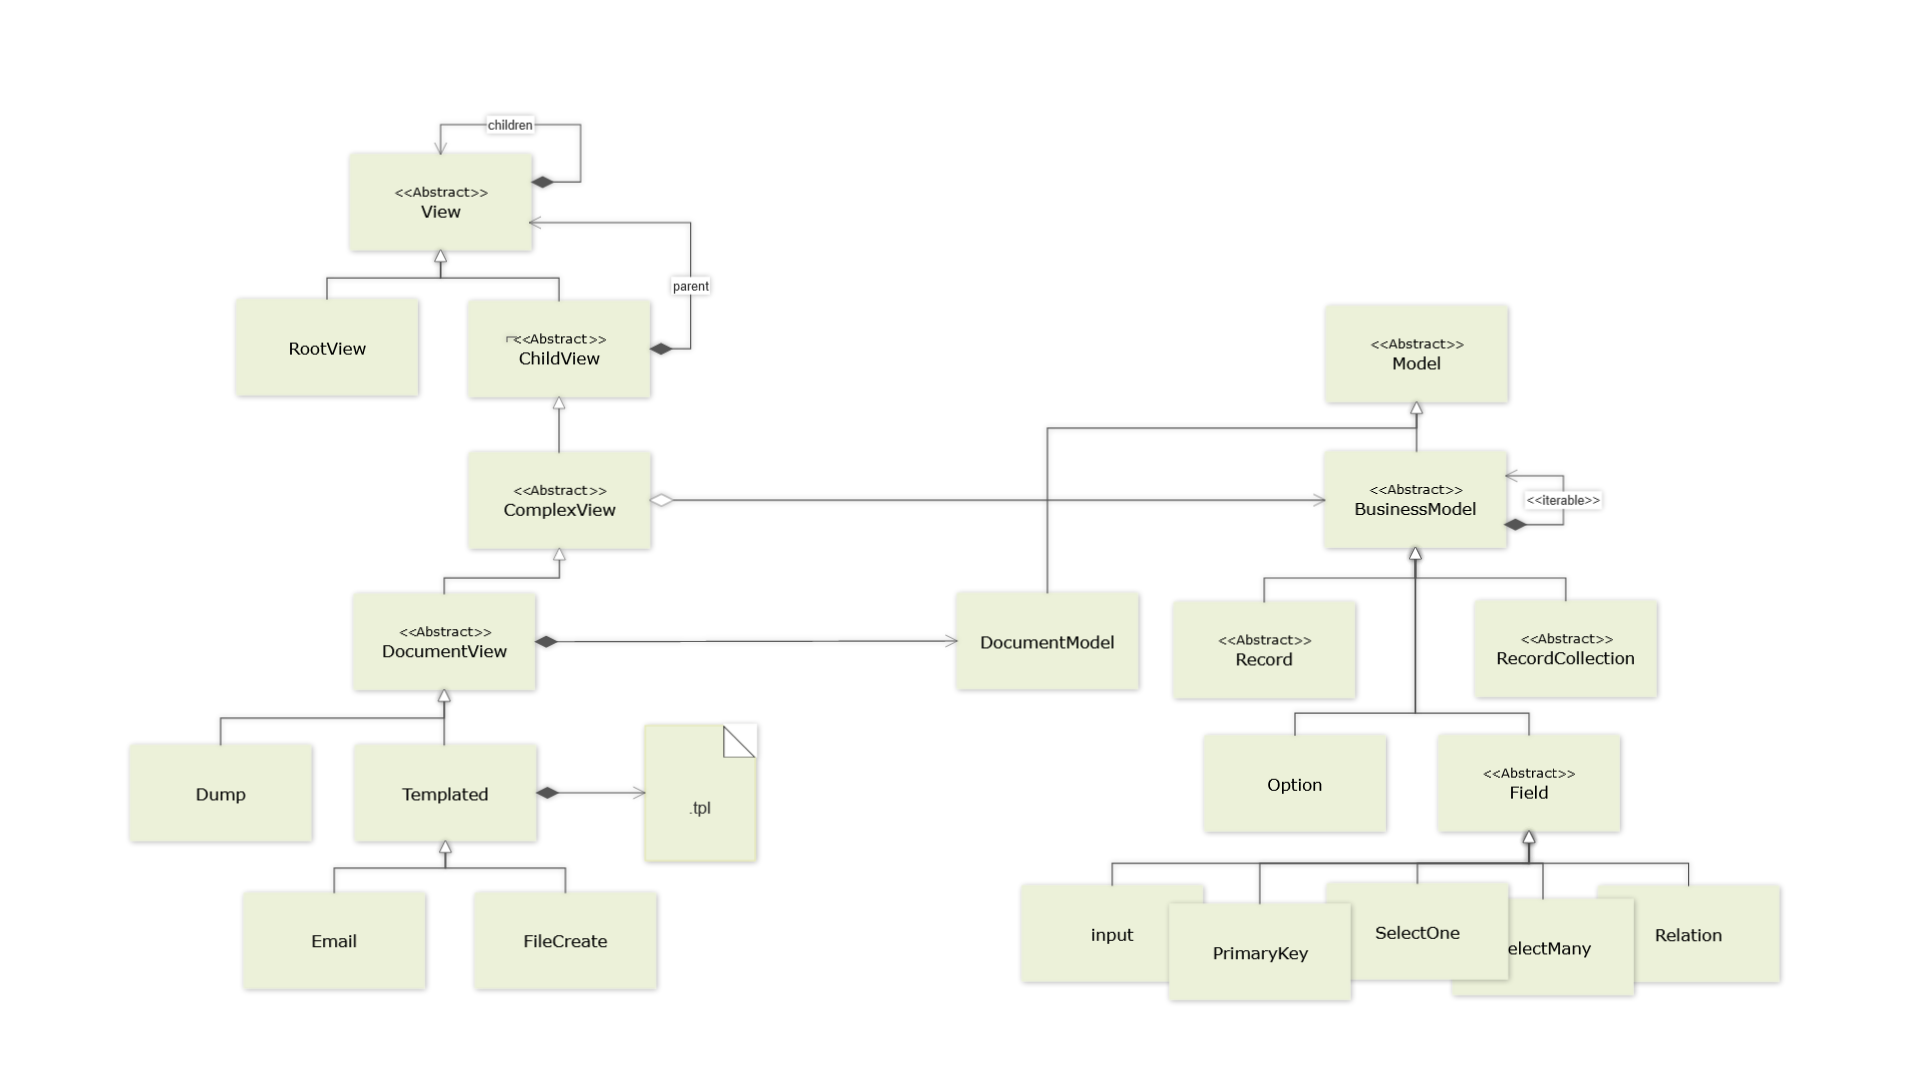 children
<<Abstract>>
View
parent
RootView
<<Abstract>>
ChildView
<<Abstract>>
Model
<<Abstract>>
ComplexView
<<Abstract>>
BusinessModel
<<iterable>>
<<Abstract>>
DocumentView
DocumentModel
<<Abstract>>
Record
<<Abstract>>
RecordCollection
Dump
Templated
.tpl
Option
<<Abstract>>
Field
Email
FileCreate
input
PrimaryKey
SelectOne
electMany
Relation